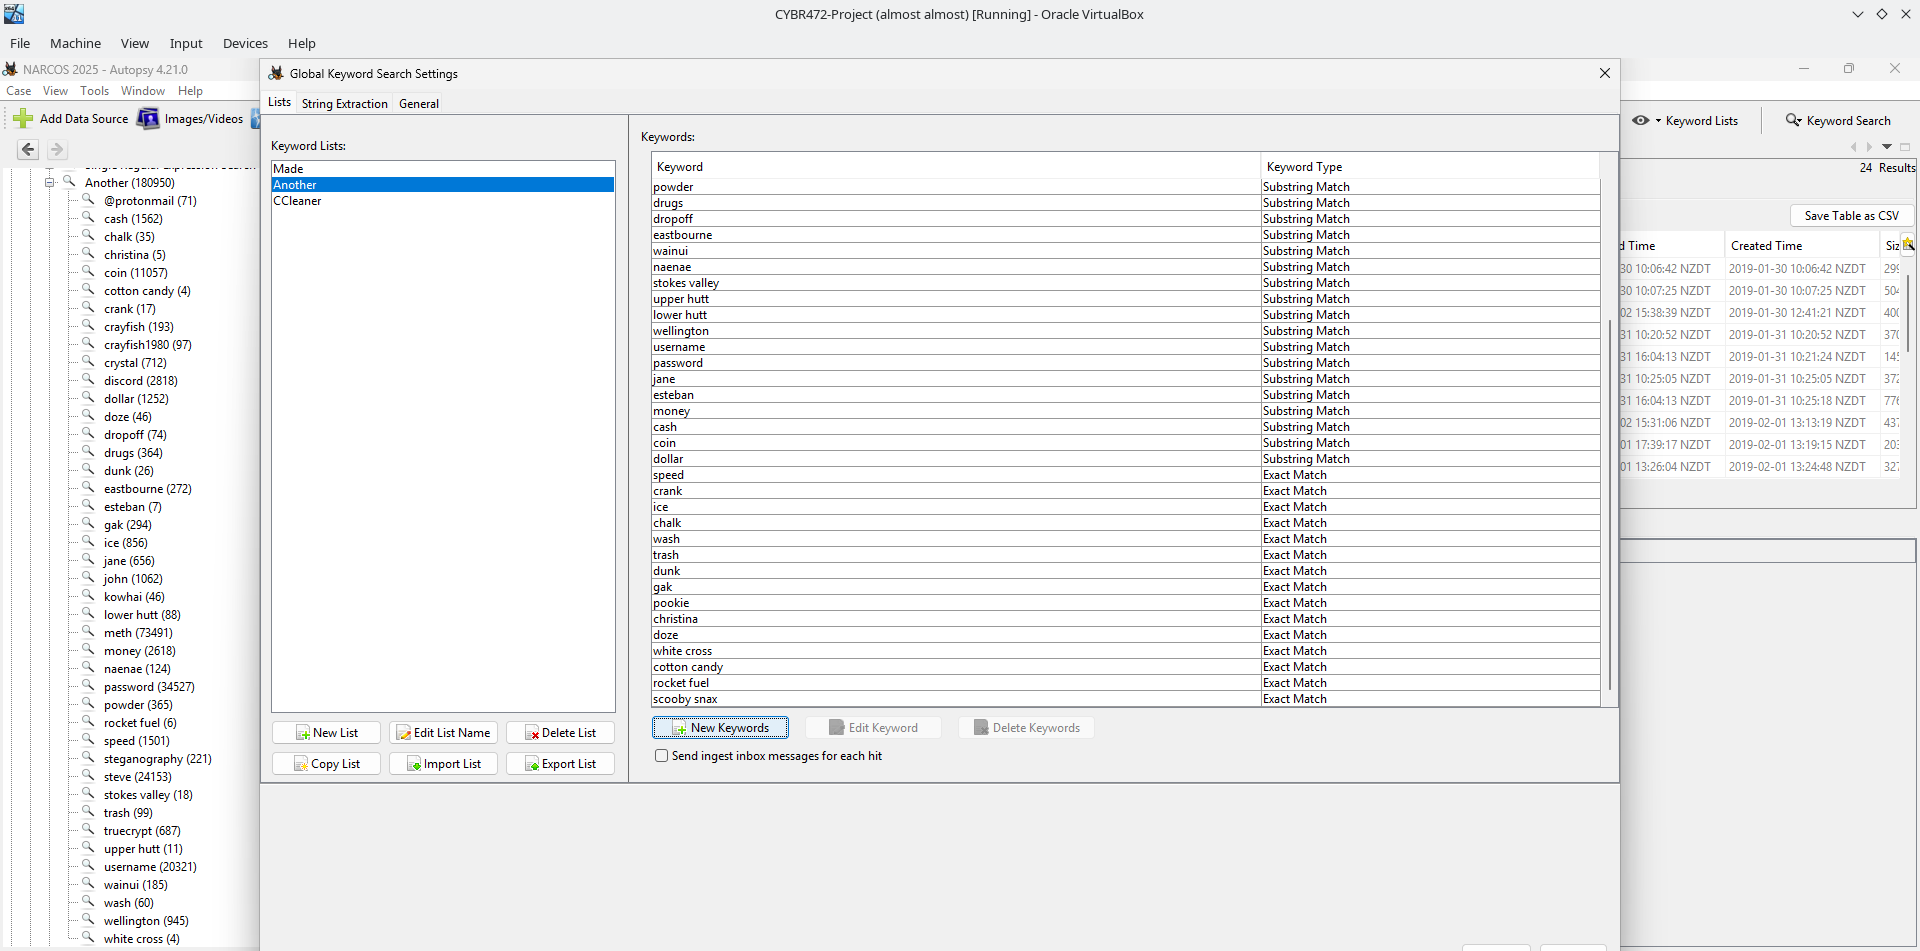 CYBR472-Project (almost almost) [Running] - Oracle VirtualBox
File Machine View Input Devices Help
NARCOS 2025 - Autopsy 4.21.0
Case View Tools Window Help
Add Data Source Images/Videos
Keyword Lists Keyword Search
24 Results
Save Table as CSV
Another (180950)
@protonmail (71)
cash (1562)
chalk (35)
christina (5)
coin (11057)
cotton candy (4)
crank (17)
crayfish (193)
crayfish1980 (97)
crystal (712)
discord (2818)
dollar (1252)
doze (46)
dropoff (74)
drugs (364)
dunk (26)
eastbourne (272)
esteban (7)
gak (294)
ice (856)
jane (656)
john (1062)
kowhai (46)
lower hutt (88)
meth (73491)
money (2618)
naenae (124)
password (34527)
powder (365)
rocket fuel (6)
speed (1501)
steganography (221)
steve (24153)
stokes valley (18)
trash (99)
truecrypt (687)
upper hutt (11)
username (20321)
wainui (185)
wash (60)
wellington (945)
white cross (4)
Global Keyword Search Settings
Lists String Extraction General
Keyword Lists:
Made
Another
CCleaner
New List Edit List Name Delete List
Copy List Import List Export List
Keywords:
Keyword Keyword Type
powder Substring Match
drugs Substring Match
dropoff Substring Match
eastbourne Substring Match
wainui Substring Match
naenae Substring Match
stokes valley Substring Match
upper hutt Substring Match
lower hutt Substring Match
wellington Substring Match
username Substring Match
password Substring Match
jane Substring Match
esteban Substring Match
money Substring Match
cash Substring Match
coin Substring Match
dollar Substring Match
speed Exact Match
crank Exact Match
ice Exact Match
chalk Exact Match
wash Exact Match
trash Exact Match
dunk Exact Match
gak Exact Match
pookie Exact Match
christina Exact Match
doze Exact Match
white cross Exact Match
cotton candy Exact Match
rocket fuel Exact Match
scooby snax Exact Match
New Keywords Edit Keyword Delete Keywords
Send ingest inbox messages for each hit
d Time Created Time Siz
30 10:06:42 NZDT 2019-01-30 10:06:42 NZDT 299
30 10:07:25 NZDT 2019-01-30 10:07:25 NZDT 504
02 15:38:39 NZDT 2019-01-30 12:41:21 NZDT 400
31 10:20:52 NZDT 2019-01-31 10:20:52 NZDT 370
31 16:04:13 NZDT 2019-01-31 10:21:24 NZDT 145
31 10:25:05 NZDT 2019-01-31 10:25:05 NZDT 372
31 16:04:13 NZDT 2019-01-31 10:25:18 NZDT 776
02 15:31:06 NZDT 2019-02-01 13:13:19 NZDT 437
01 17:39:17 NZDT 2019-02-01 13:19:15 NZDT 203
01 13:26:04 NZDT 2019-02-01 13:24:48 NZDT 327